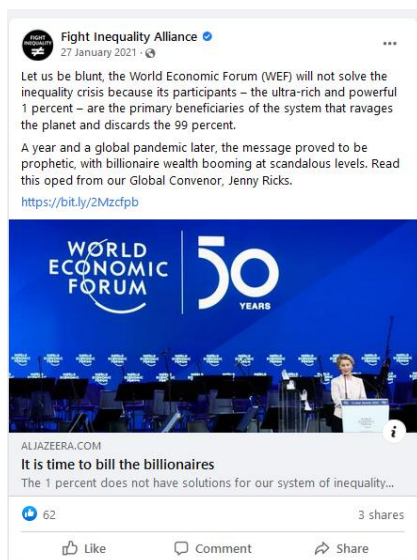 FIGHT
INEQUALITY
Fight Inequality Alliance
27 January 2021 ·
Let us be blunt, the World Economic Forum (WEF) will not solve the
inequality crisis because its participants – the ultra-rich and powerful
1 percent – are the primary beneficiaries of the system that ravages
the planet and discards the 99 percent.
A year and a global pandemic later, the message proved to be
prophetic, with billionaire wealth booming at scandalous levels. Read
this oped from our Global Convenor, Jenny Ricks.
https://bit.ly/2Mzcfpb
WORLD
ECONOMIC
FORUM
50
YEARS
ALJAZEERA.COM
It is time to bill the billionaires
The 1 percent does not have solutions for our system of inequality...
62
3 shares
Like
Comment
Share